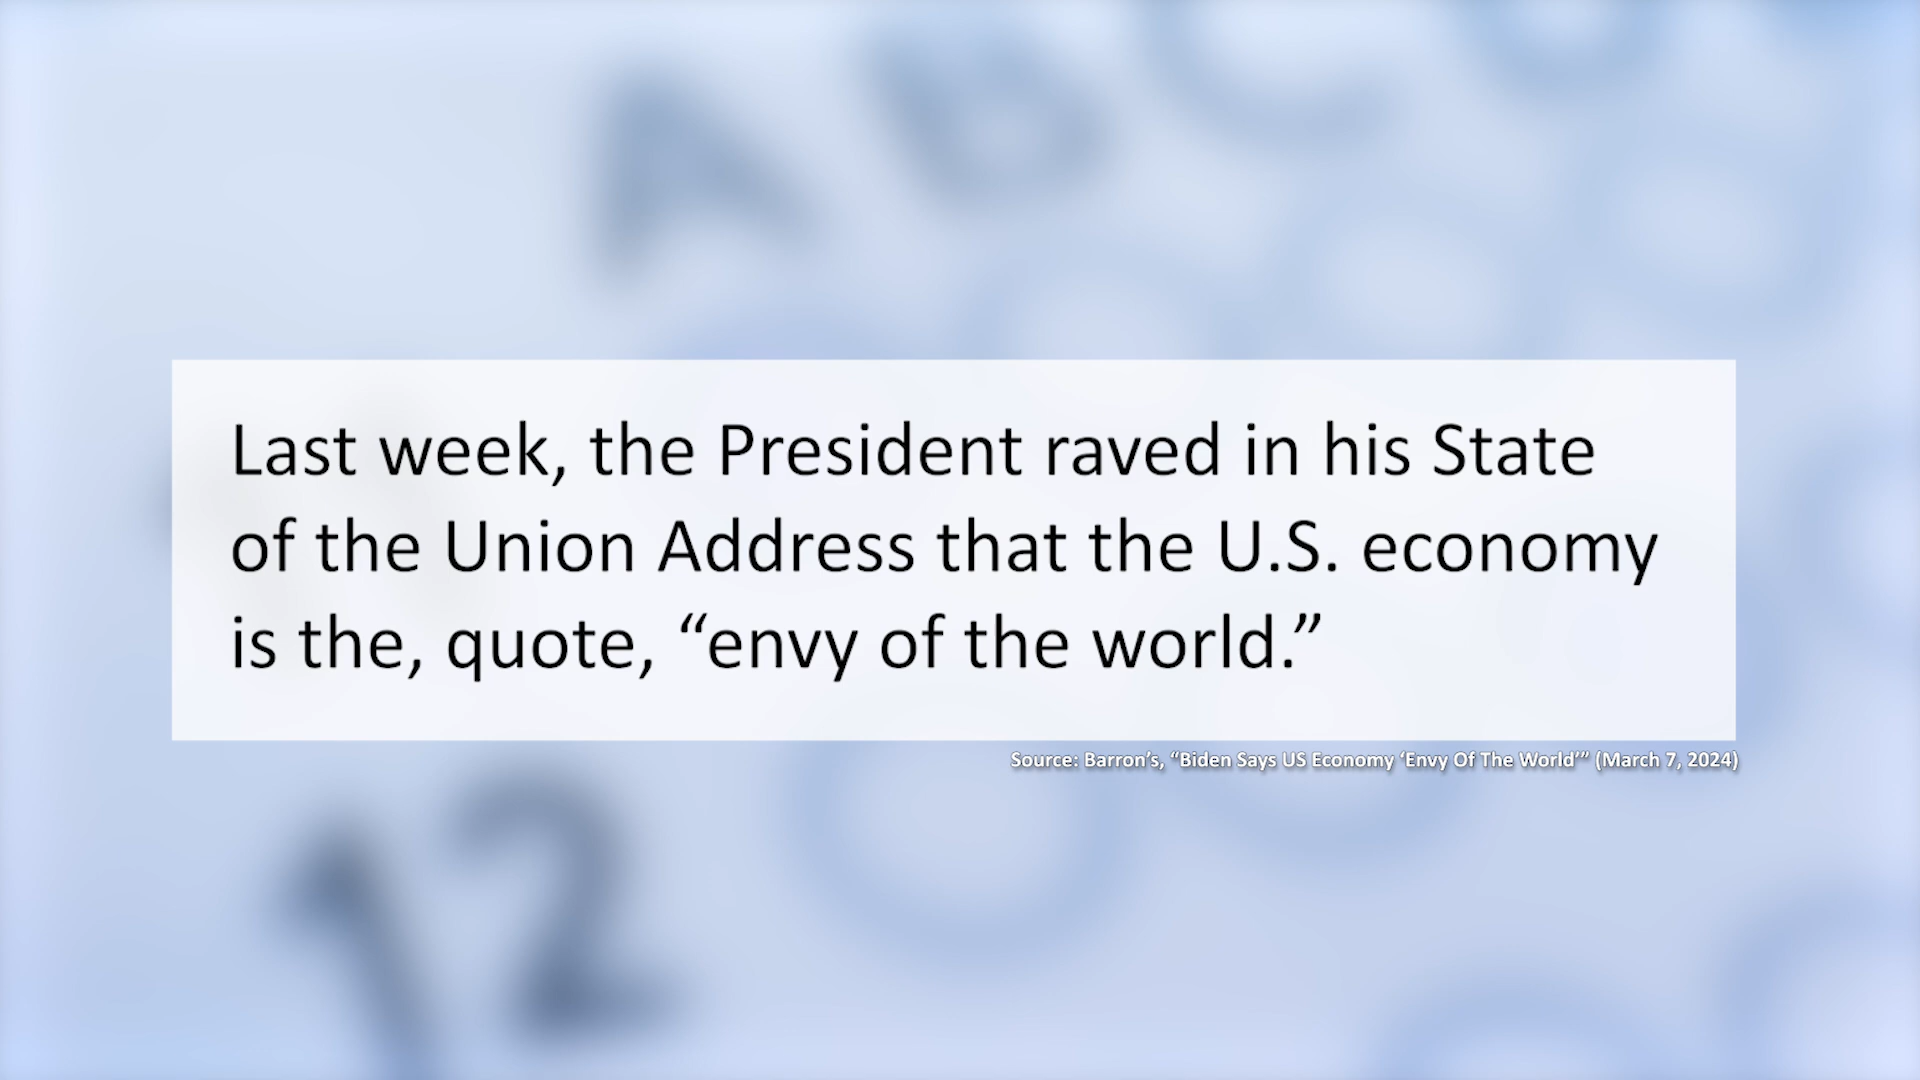 Last week, the President raved in his State
of the Union Address that the U.S. economy
is the, quote, “envy of the world.”
Source: Barron’s, “Biden Says US Economy ‘Envy Of The World’” (March 7, 2024)
A b C
12